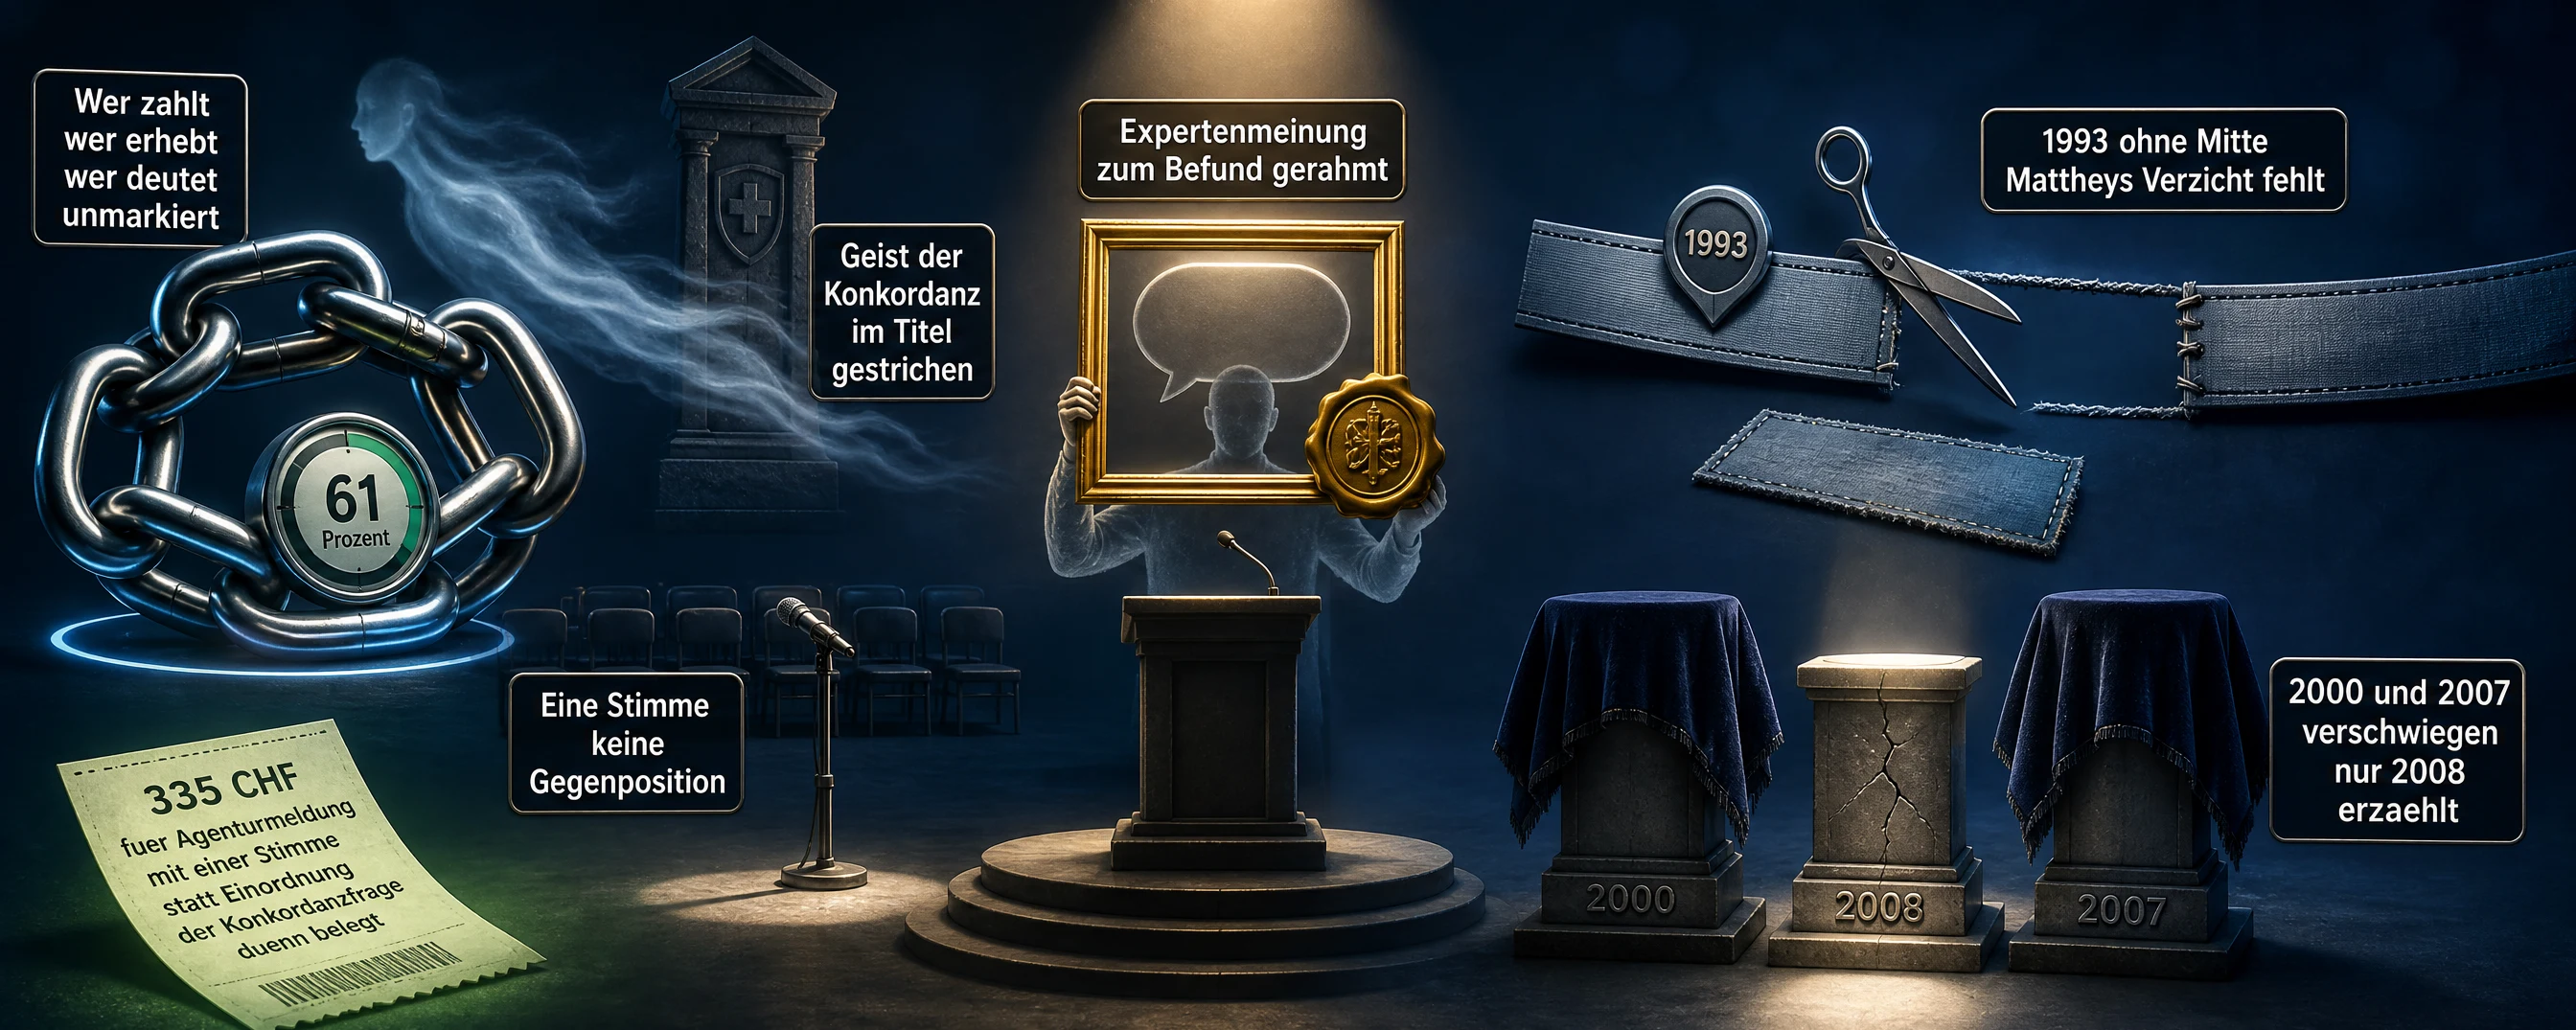 Wer zahlt
wer erhebt
wer deutet
unmarkiert
Geist der
Konkordanz
im Titel
gestrichen
Expertenmeinung
zum Befund gerahmt
1993
1993 ohne Mitte
Mattheys Verzicht fehlt
61
Prozent
335 CHF
fuer Agenturmeldung
mit einer Stimme
statt Einordnung
der Konkordanzfrage
duenn belegt
Eine Stimme
keine
Gegenposition
2000
2008
2007
2000 und 2007
verschwiegen
nur 2008
erzaehlt